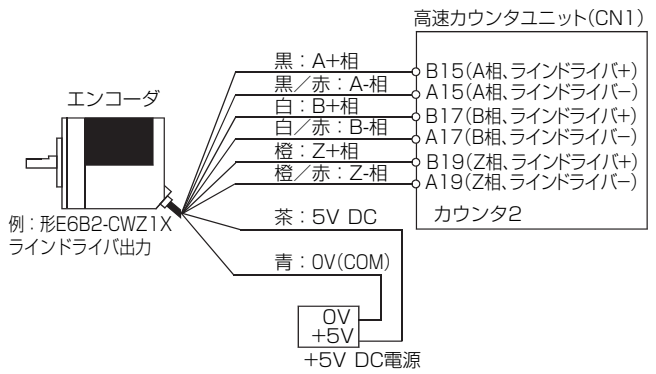 高速カウンタユニット(CN1)
エンコーダ
黒：A+相
黒／赤：A-相
白：B+相
白／赤：B-相
橙：Z+相
橙／赤：Z-相
B15(A相、ラインドライバ+)
A15(A相、ラインドライバ−)
B17(B相、ラインドライバ+)
A17(B相、ラインドライバ−)
B19(Z相、ラインドライバ+)
A19(Z相、ラインドライバ−)
カウンタ2
例：形E6B2-CWZ1X
ラインドライバ出力
茶：5V DC
青：0V(COM)
0V
+5V
+5V DC電源